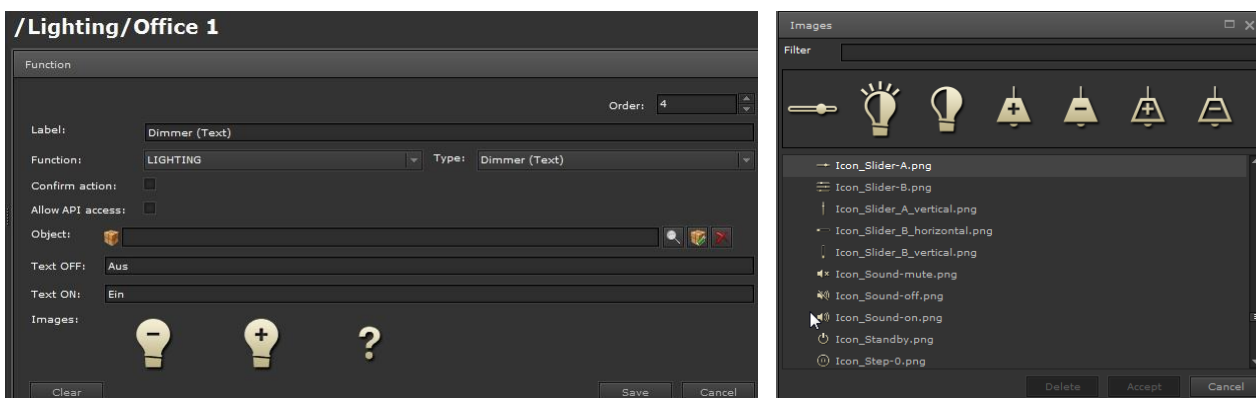 /Lighting/Office 1
Function
Order: 4
Label: Dimmer (Text)
Function: LIGHTING Type: Dimmer (Text)
Confirm action:
Allow API access:
Object:
Text OFF: Aus
Text ON: Ein
Images:
?
Clear Save Cancel
Images
Filter
Icon_Slider-A.png
Icon_Slider-B.png
Icon_Slider_A_vertical.png
Icon_Slider_B_horizontal.png
Icon_Slider_B_vertical.png
Icon_Sound-mute.png
Icon_Sound-off.png
Icon_Sound-on.png
Icon_Standby.png
Icon_Step-0.png
Delete Accept Cancel